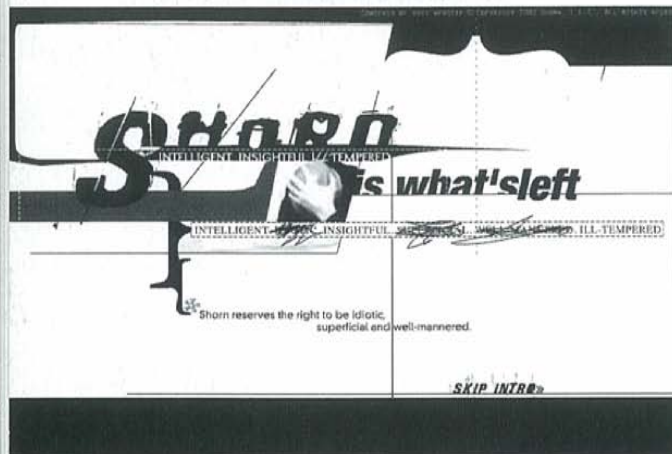 Shorn
INTELLIGENT INSIGHTFUL I// TEMPERED
is what'sleft
INTELLIGENT INSIGHTFUL ILL-TEMPERED
Shorn reserves the right to be idiotic,
superficial and well-mannered.
SKIP INTRO»